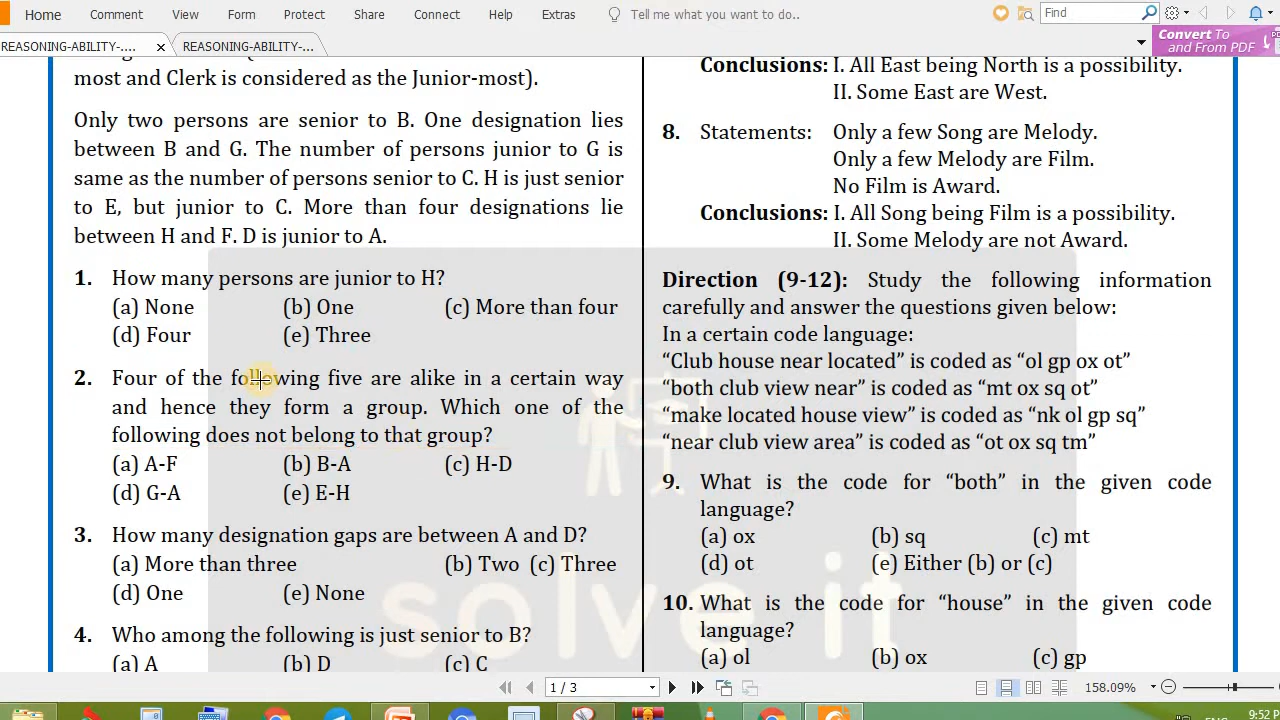 Home Comment View Form Protect Share Connect Help Extras Tell me what you want to do.. Find
REASONING-ABILITY-.... REASONING-ABILITY-...
Convert To
and From PDF
most and Clerk is considered as the Junior-most).
Only two persons are senior to B. One designation lies
between B and G. The number of persons junior to G is
same as the number of persons senior to C. H is just senior
to E, but junior to C. More than four designations lie
between H and F. D is junior to A.
1. How many persons are junior to H?
(a) None (b) One (c) More than four
(d) Four (e) Three
2. Four of the following five are alike in a certain way
and hence they form a group. Which one of the
following does not belong to that group?
(a) A-F (b) B-A (c) H-D
(d) G-A (e) E-H
3. How many designation gaps are between A and D?
(a) More than three (b) Two (c) Three
(d) One (e) None
4. Who among the following is just senior to B?
(a) A (b) D (c) C
Conclusions: I. All East being North is a possibility.
II. Some East are West.
8. Statements: Only a few Song are Melody.
Only a few Melody are Film.
No Film is Award.
Conclusions: I. All Song being Film is a possibility.
II. Some Melody are not Award.
Direction (9-12): Study the following information
carefully and answer the questions given below:
In a certain code language:
“Club house near located” is coded as “ol gp ox ot”
“both club view near” is coded as “mt ox sq ot”
“make located house view” is coded as “nk ol gp sq”
“near club view area” is coded as “ot ox sq tm”
9. What is the code for “both” in the given code
language?
(a) ox (b) sq (c) mt
(d) ot (e) Either (b) or (c)
10. What is the code for “house” in the given code
language?
(a) ol (b) ox (c) gp
solve it
1 / 3 158.09%
9:52 P